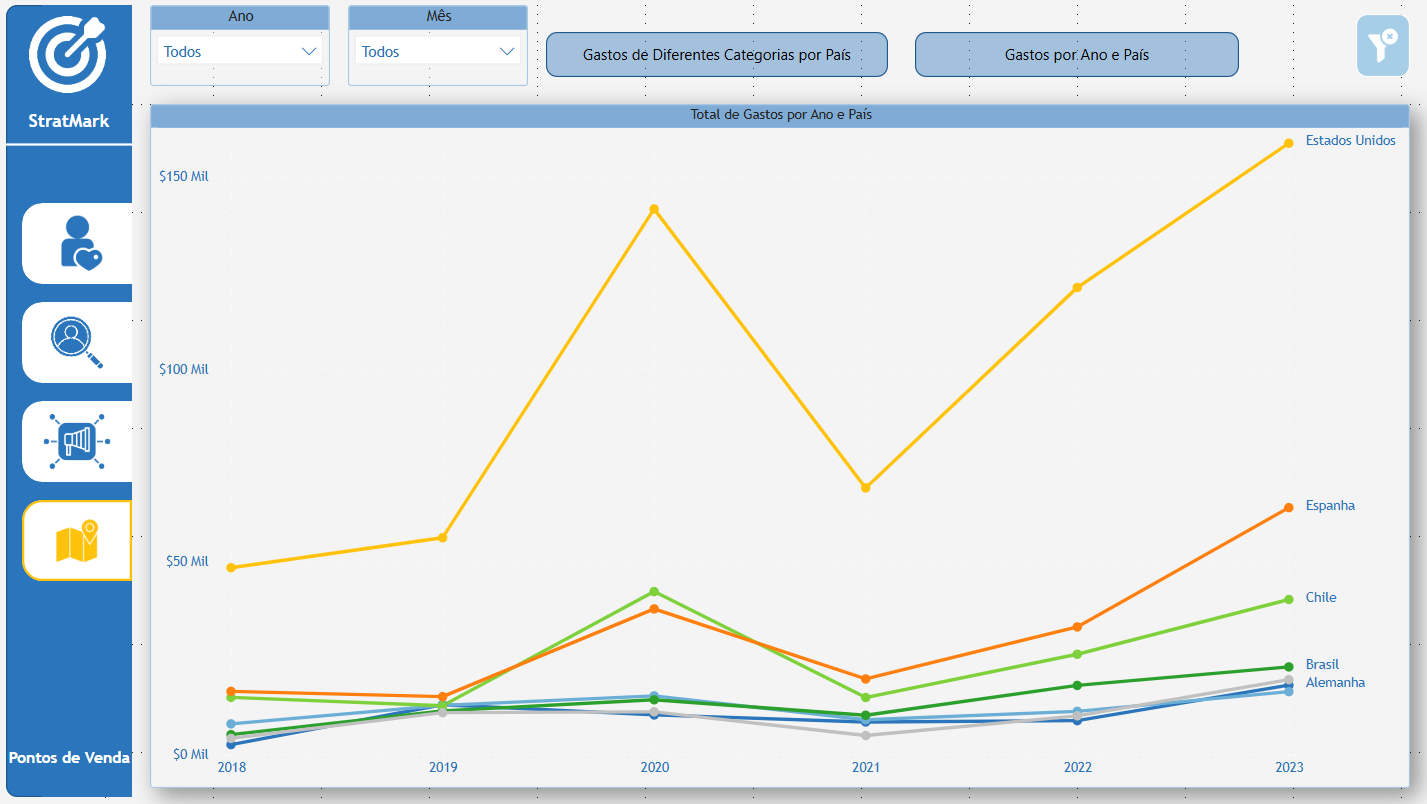 Ano
Mês
Todos
Todos
Gastos de Diferentes Categorias por País
Gastos por Ano e País
StratMark
Total de Gastos por Ano e País
Estados Unidos
$150 Mil
$100 Mil
Espanha
$50 Mil
Chile
Brasil
Alemanha
$0 Mil
Pontos de Venda
2018
2019
2020
2021
2022
2023